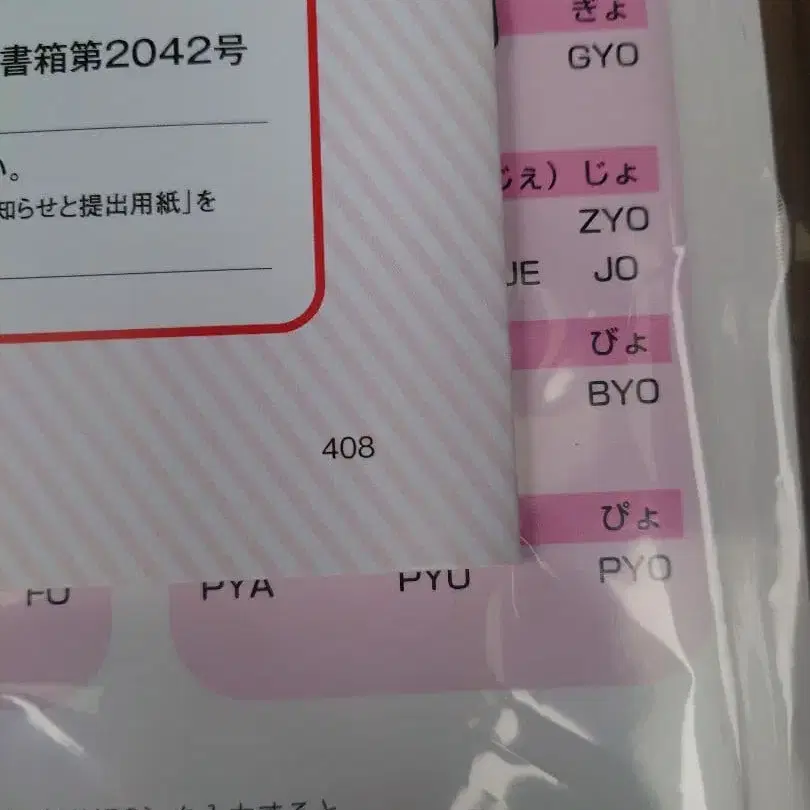 書箱第2042号
い。
知らせと提出用紙」を
408
ぎょ
GYO
じぇ) じょ
ZYO
JE JO
びょ
BYO
ぴょ
FU PYA PYU PYO